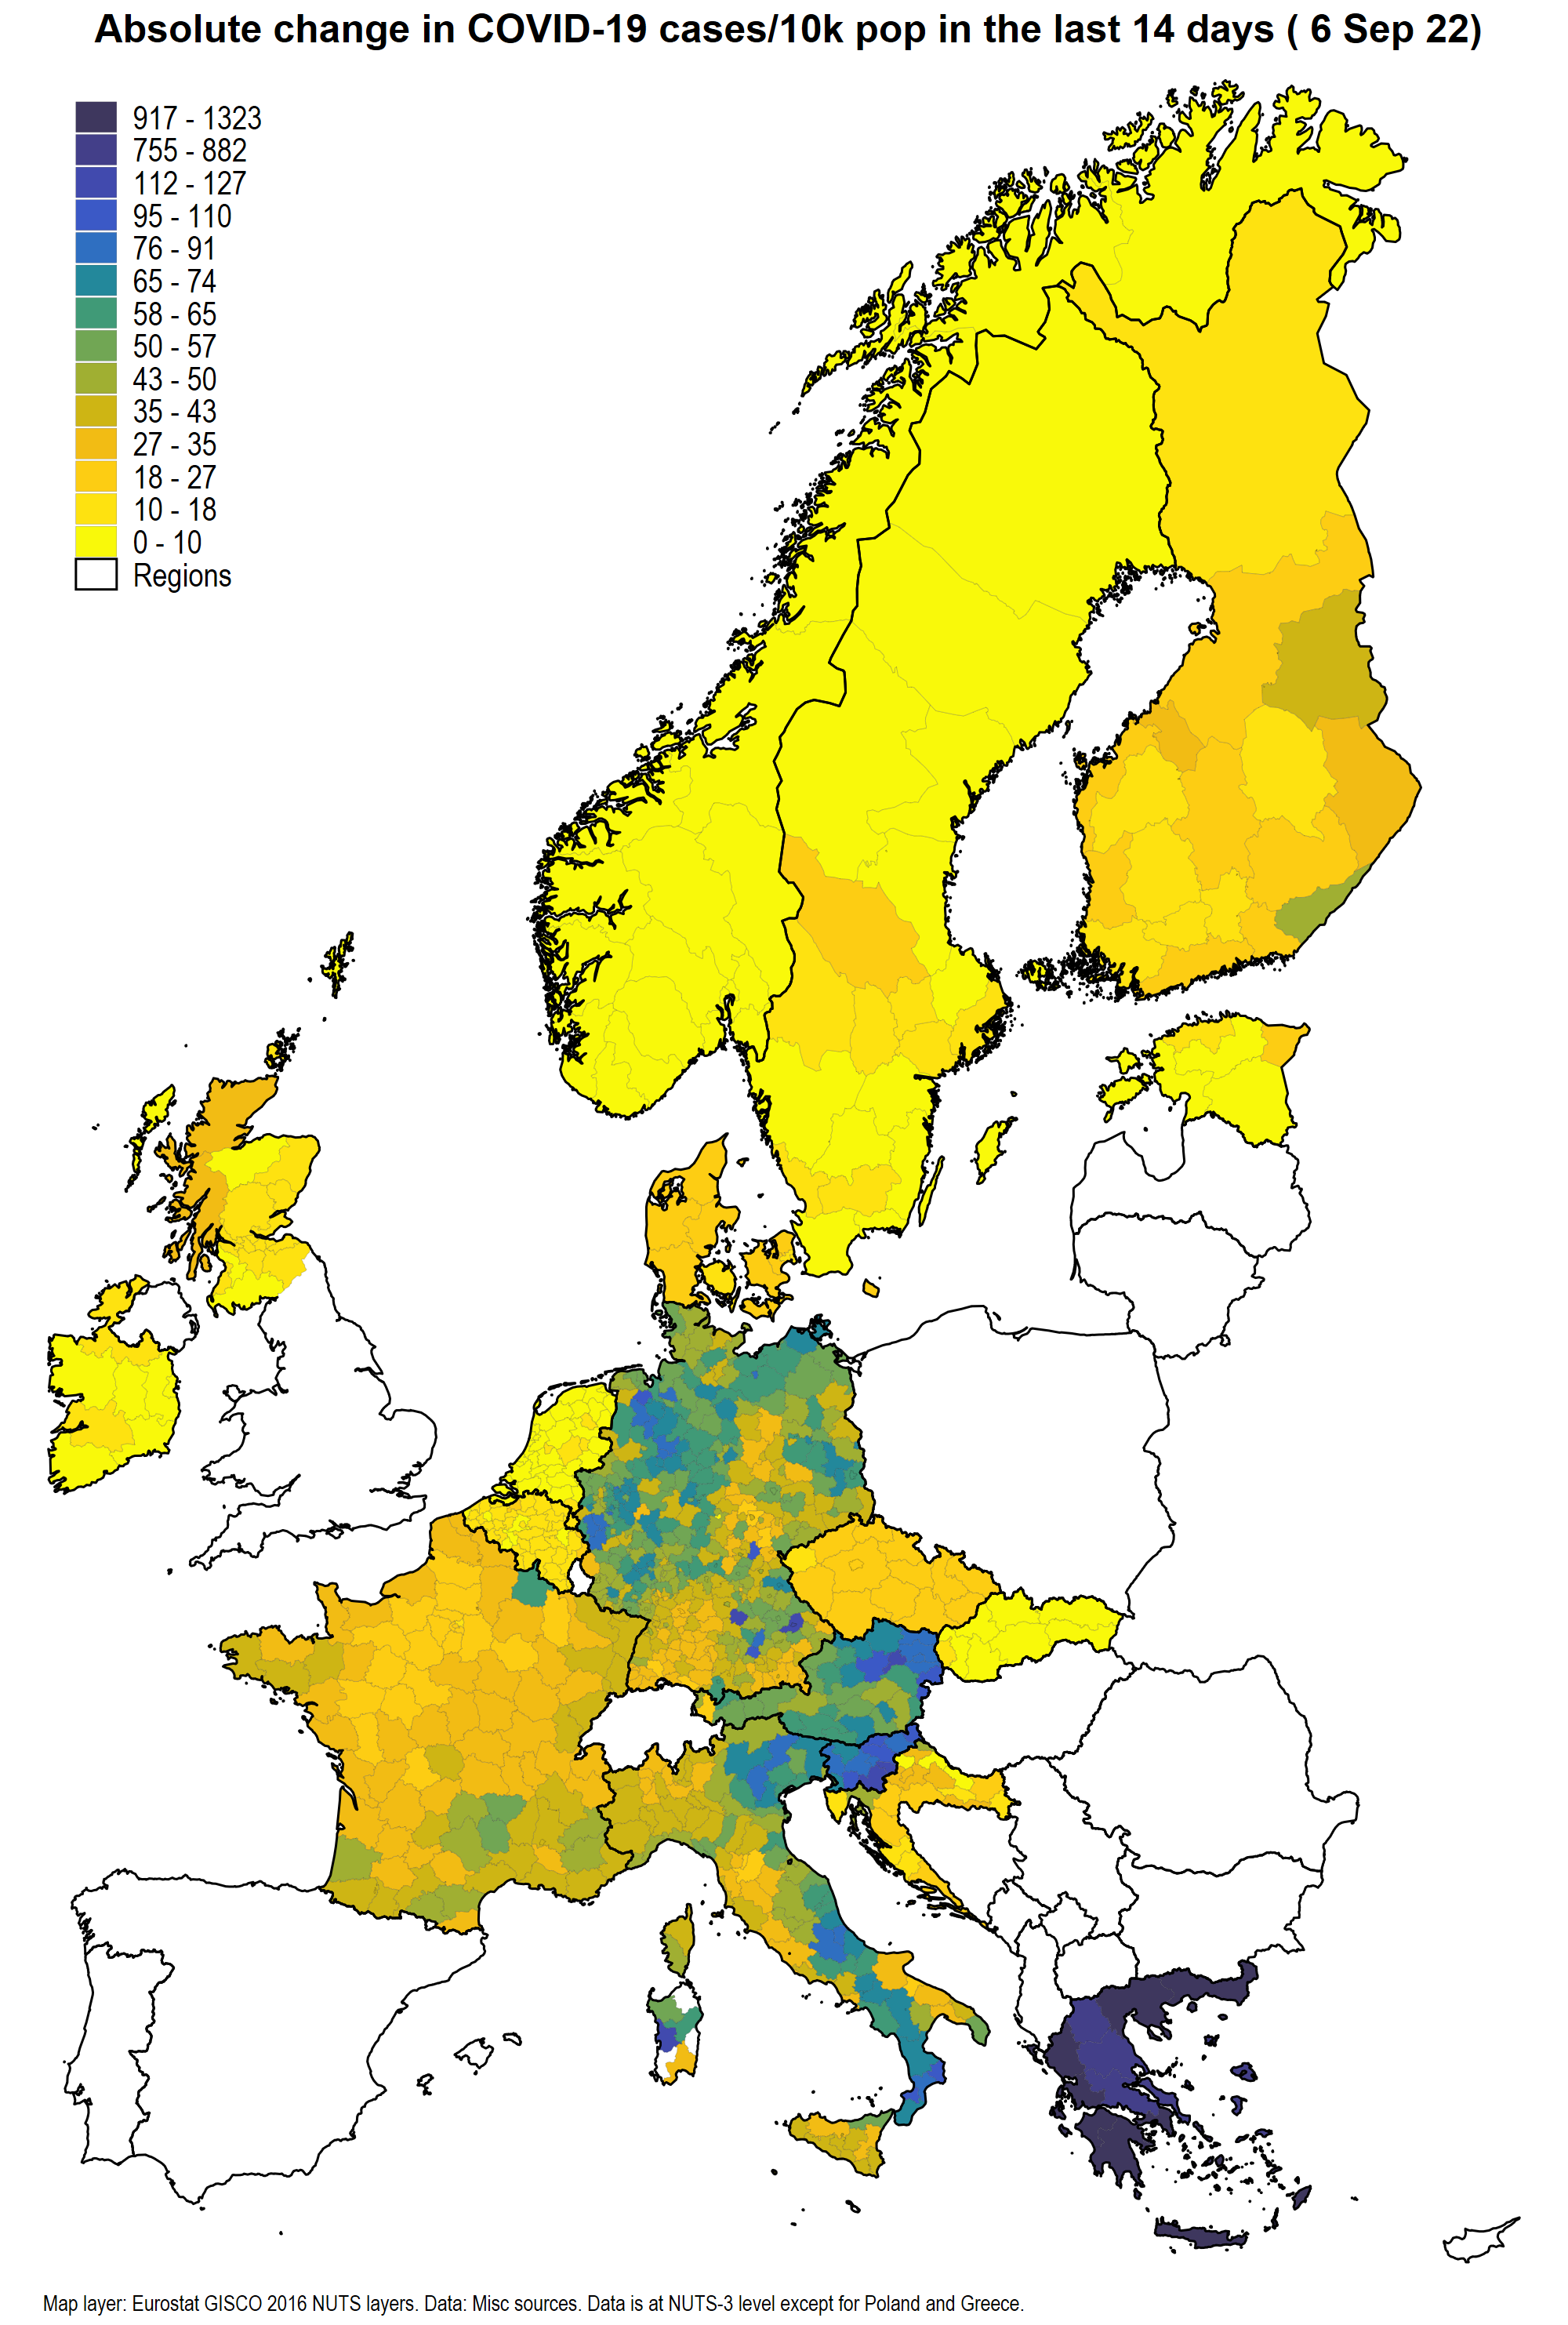 Absolute change in COVID-19 cases/10k pop in the last 14 days ( 6 Sep 22)
917 - 1323
755 - 882
112 - 127
95 - 110
76 - 91
65 - 74
58 - 65
50 - 57
43 - 50
35 - 43
27 - 35
18 - 27
10 - 18
0 - 10
Regions
Map layer: Eurostat GISCO 2016 NUTS layers. Data: Misc sources. Data is at NUTS-3 level except for Poland and Greece.